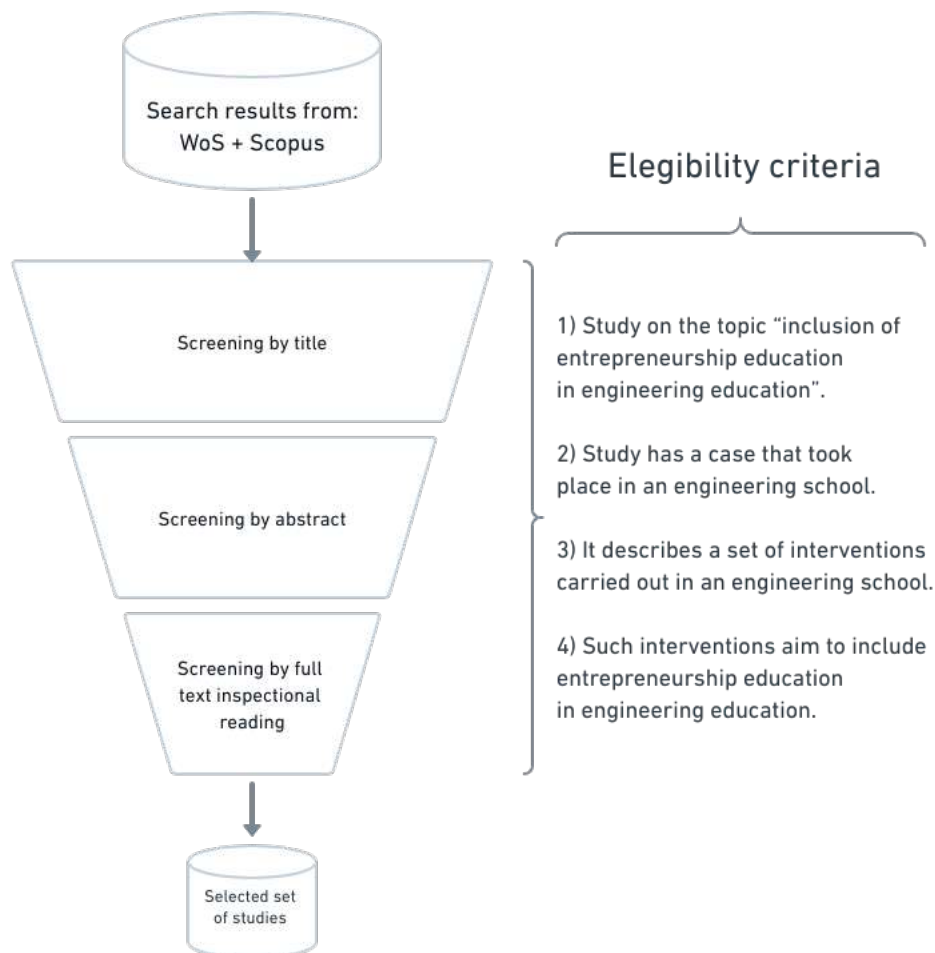 Search results from:
WoS + Scopus
Elegibility criteria
Screening by title
1) Study on the topic “inclusion of
entrepreneurship education
in engineering education”.
2) Study has a case that took
place in an engineering school.
Screening by abstract
3) It describes a set of interventions
carried out in an engineering school.
4) Such interventions aim to include
entrepreneurship education
in engineering education.
Screening by full
text inspectional
reading
Selected set
of studies